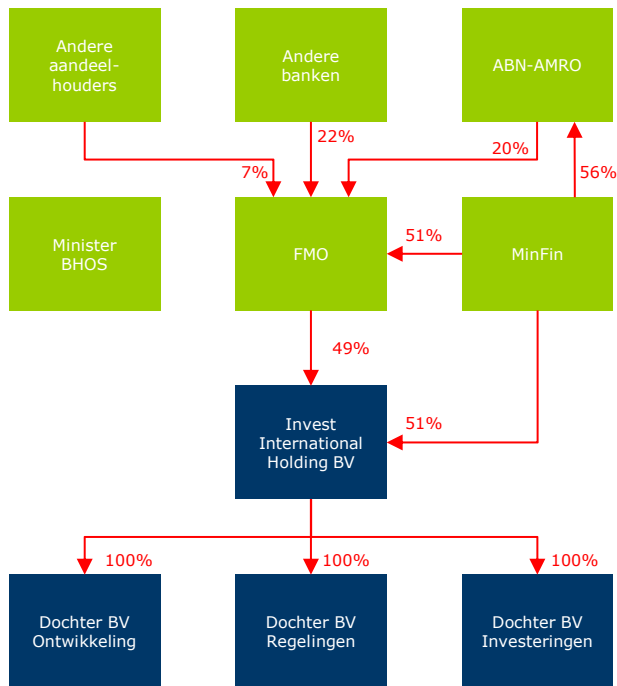 Andere
aandeel-
houders
Andere
banken
ABN-AMRO
7%
22%
20%
56%
Minister
BHOS
FMO
51%
MinFin
49%
Invest
International
Holding BV
51%
100%
100%
100%
Dochter BV
Ontwikkeling
Dochter BV
Regelingen
Dochter BV
Investeringen